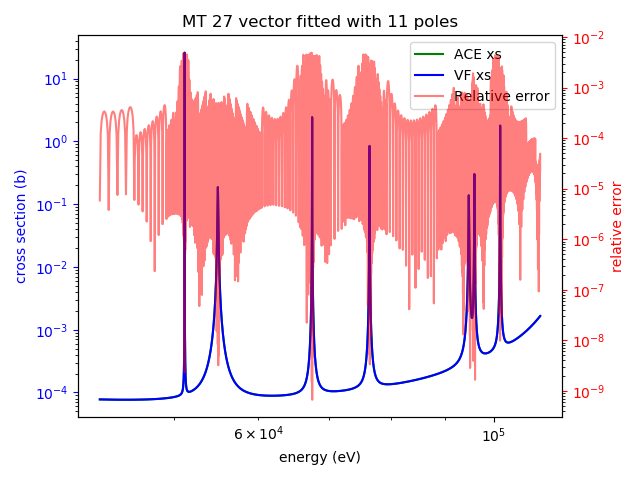 MT 27 vector fitted with 11 poles
ACE xs
VF xs
Relative error
cross section (b)
10¹
10⁰
10⁻¹
10⁻²
10⁻³
10⁻⁴
10⁻²
10⁻³
10⁻⁴
10⁻⁵
10⁻⁶
10⁻⁷
10⁻⁸
10⁻⁹
relative error
6 × 10⁴
10⁵
energy (eV)